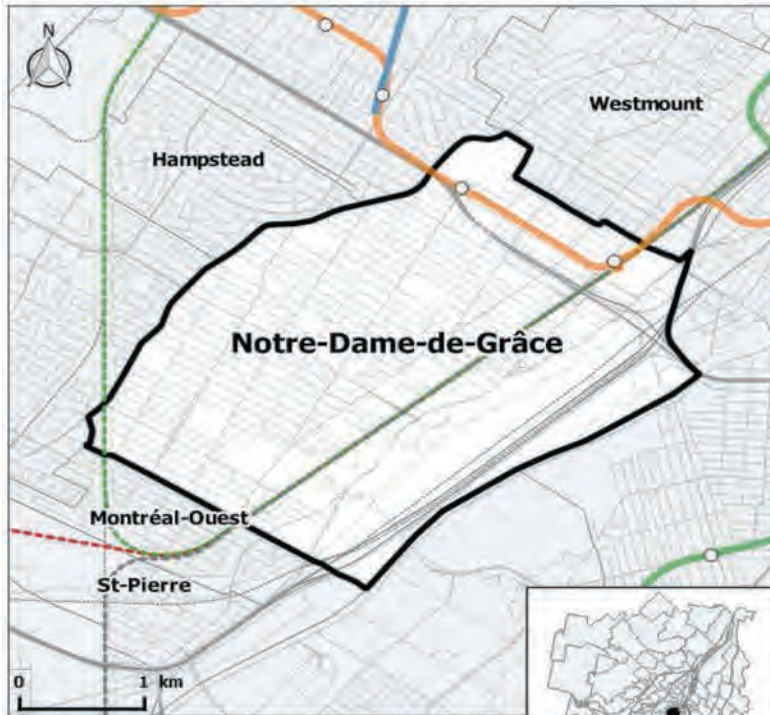 N
Westmount
Hampstead
Notre-Dame-de-Grâce
Montréal-Ouest
St-Pierre
0 1 km